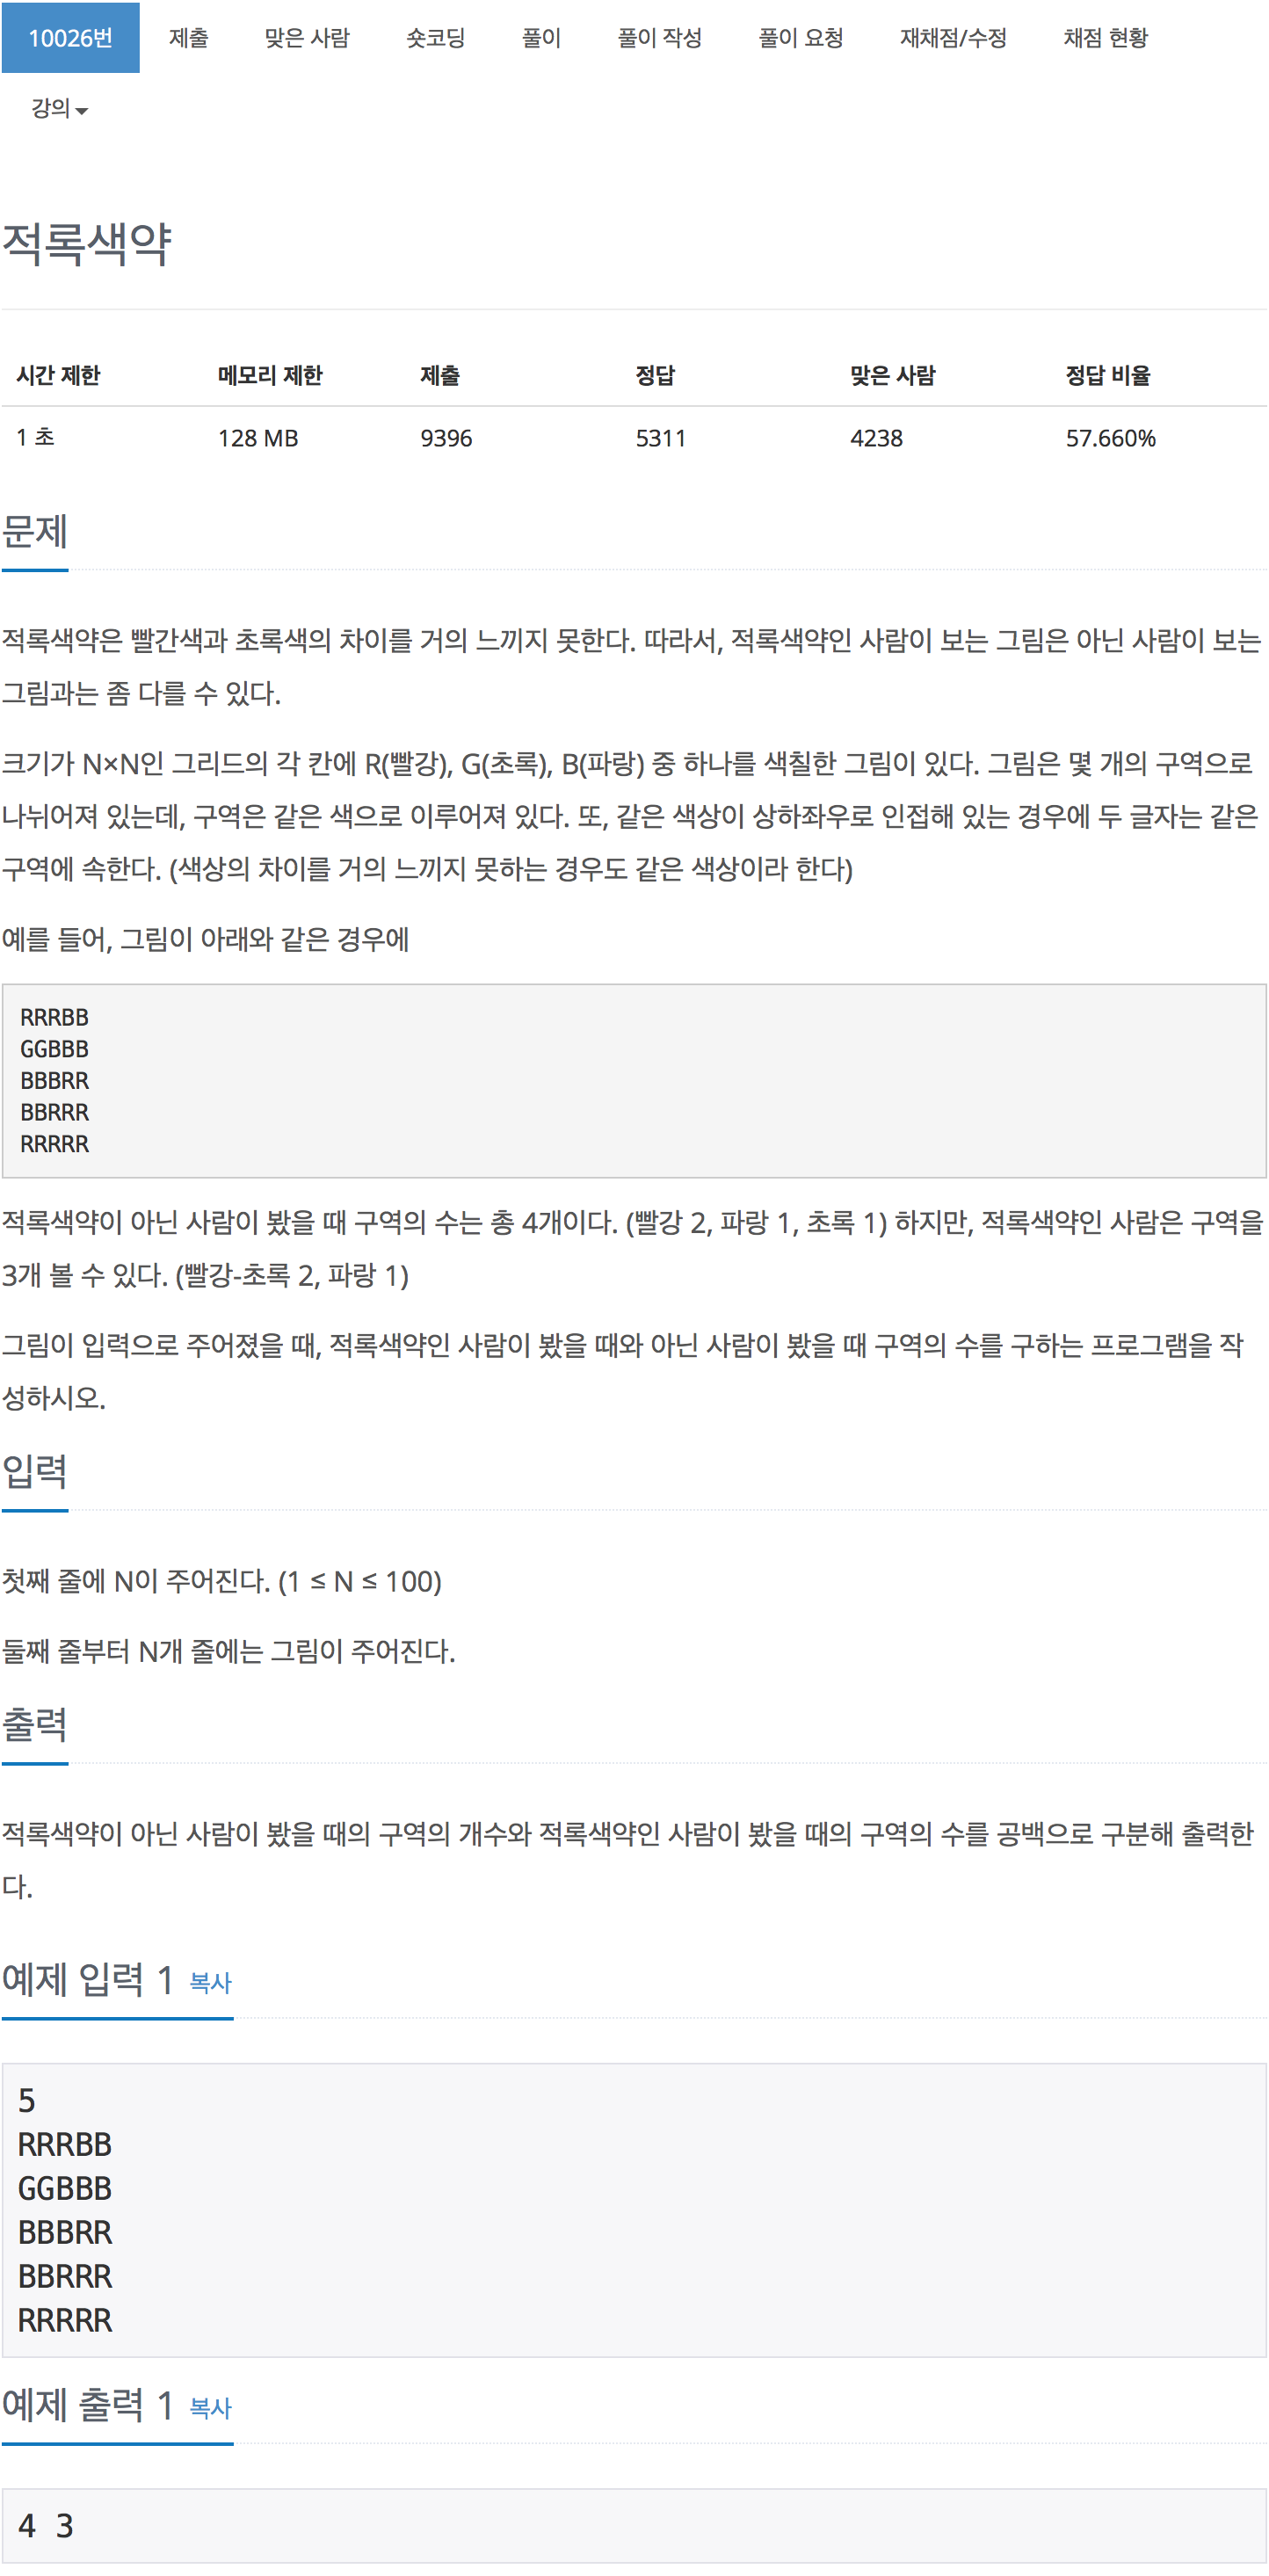 10026번 제출 맞은 사람 숏코딩 풀이 풀이 작성 풀이 요청 재채점/수정 채점 현황
강의
적록색약
시간 제한 메모리 제한 제출 정답 맞은 사람 정답 비율
1 초 128 MB 9396 5311 4238 57.660%
문제
적록색약은 빨간색과 초록색의 차이를 거의 느끼지 못한다. 따라서, 적록색약인 사람이 보는 그림은 아닌 사람이 보는
그림과는 좀 다를 수 있다.
크기가 N×N인 그리드의 각 칸에 R(빨강), G(초록), B(파랑) 중 하나를 색칠한 그림이 있다. 그림은 몇 개의 구역으로
나뉘어져 있는데, 구역은 같은 색으로 이루어져 있다. 또, 같은 색상이 상하좌우로 인접해 있는 경우에 두 글자는 같은
구역에 속한다. (색상의 차이를 거의 느끼지 못하는 경우도 같은 색상이라 한다)
예를 들어, 그림이 아래와 같은 경우에
RRRBB
GGBBB
BBBRR
BBRRR
RRRRR
적록색약이 아닌 사람이 봤을 때 구역의 수는 총 4개이다. (빨강 2, 파랑 1, 초록 1) 하지만, 적록색약인 사람은 구역을
3개 볼 수 있다. (빨강-초록 2, 파랑 1)
그림이 입력으로 주어졌을 때, 적록색약인 사람이 봤을 때와 아닌 사람이 봤을 때 구역의 수를 구하는 프로그램을 작
성하시오.
입력
첫째 줄에 N이 주어진다. (1 ≤ N ≤ 100)
둘째 줄부터 N개 줄에는 그림이 주어진다.
출력
적록색약이 아닌 사람이 봤을 때의 구역의 개수와 적록색약인 사람이 봤을 때의 구역의 수를 공백으로 구분해 출력한
다.
예제 입력 1 복사
5
RRRBB
GGBBB
BBBRR
BBRRR
RRRRR
예제 출력 1 복사
4 3